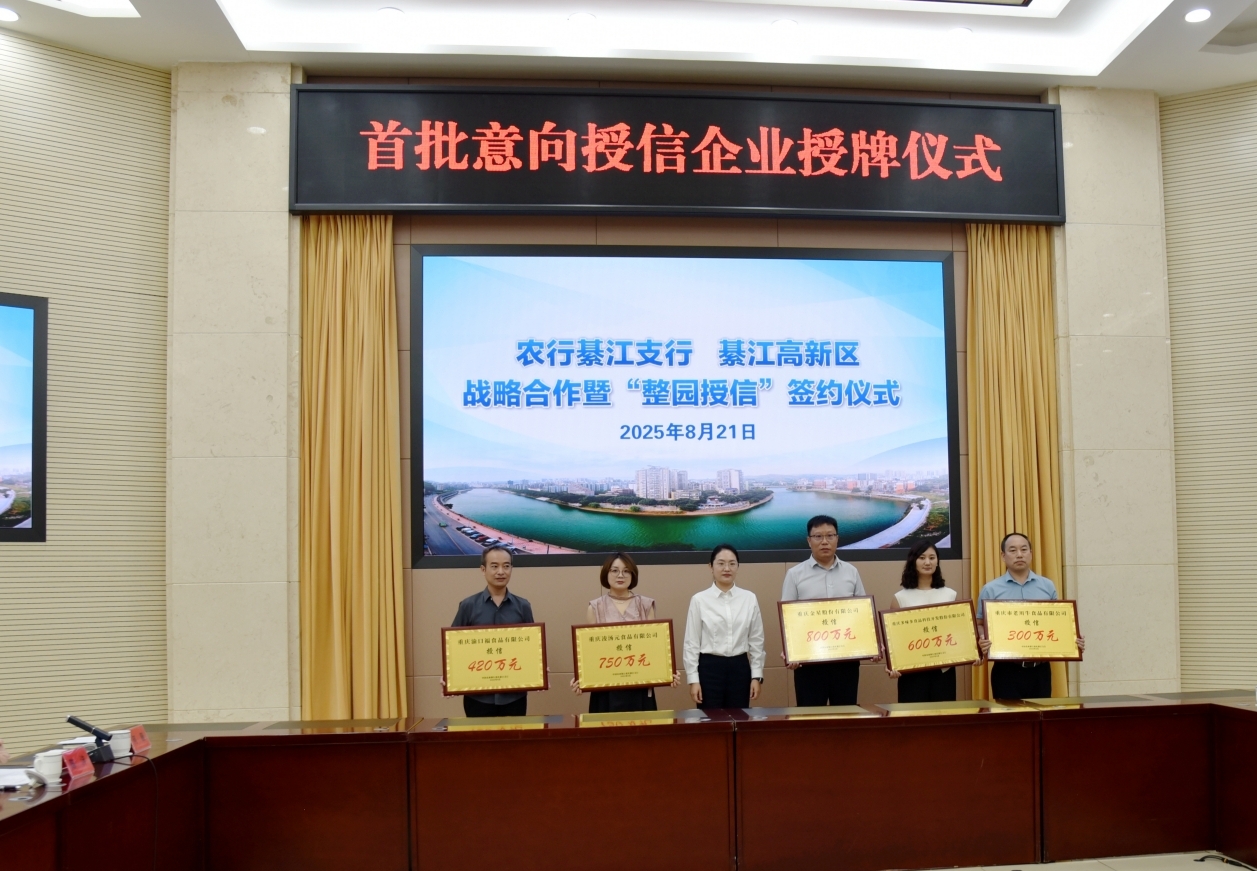 首批意向授信企业授牌仪式
农行綦江支行 綦江高新区
战略合作暨“整园授信”签约仪式
2025年8月21日
授信
420万元
授信
750万元
授信
800万元
授信
600万元
授信
300万元